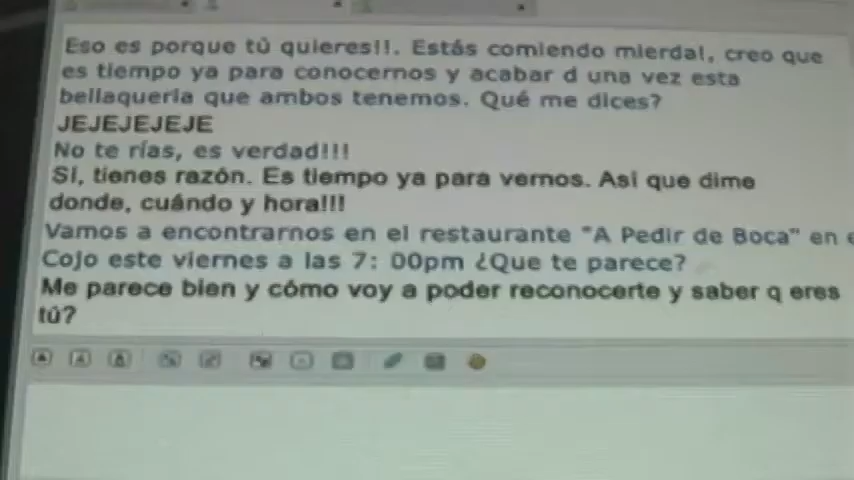 Eso es porque tú quieres!!. Estás comiendo mierda!, creo que
es tiempo ya para conocernos y acabar d una vez esta
bellaquería que ambos tenemos. Qué me dices?
JEJEJEJEJE
No te rías, es verdad!!!
Sí, tienes razón. Es tiempo ya para vernos. Asi que dime
donde, cuándo y hora!!!
Vamos a encontrarnos en el restaurante "A Pedir de Boca" en e
Cojo este viernes a las 7: 00pm ¿Que te parece?
Me parece bien y cómo voy a poder reconocerte y saber q eres
tú?